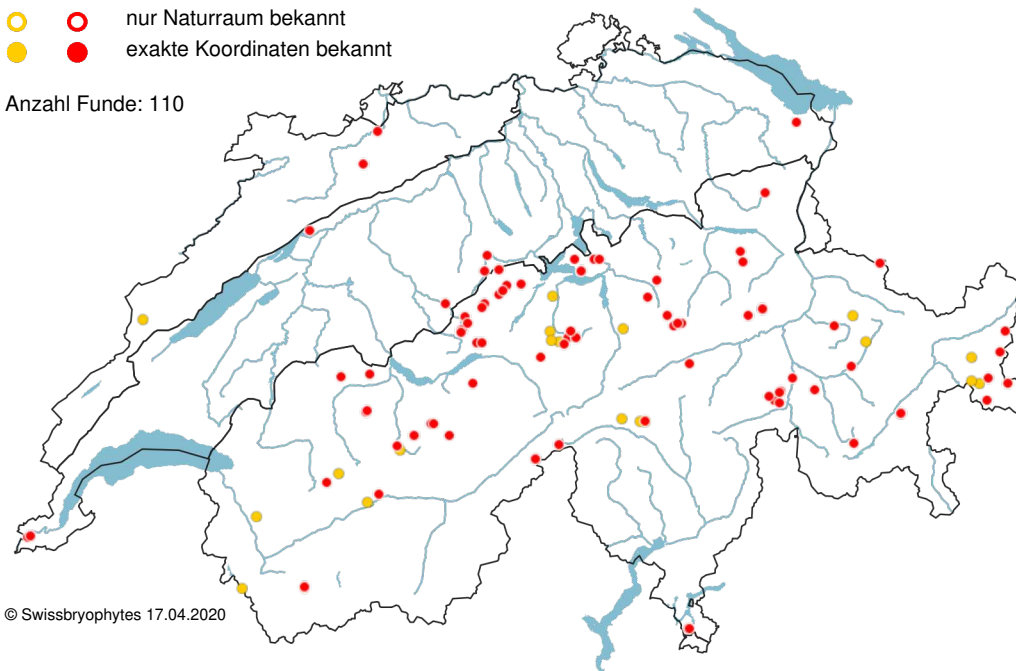 nur Naturraum bekannt
exakte Koordinaten bekannt
Anzahl Funde: 110
© Swissbryophytes 17.04.2020